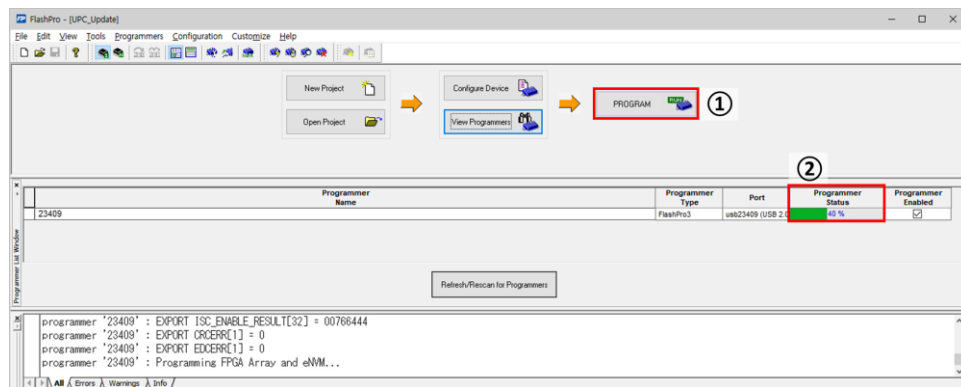 FlashPro - [UPC_Update]
File Edit View Tools Programmers Configuration Customize Help
New Project
Open Project
Configure Device
View Programmers
PROGRAM
①
②
Programmer List Window
Programmer Name
Programmer Type
Port
Programmer Status
Programmer Enabled
23409
FlashPro3
usb23409 (USB 2.0
40 %
Refresh/Rescan for Programmers
programmer '23409' : EXPORT ISC_ENABLE_RESULT[32] = 00766444
programmer '23409' : EXPORT CRCERR[1] = 0
programmer '23409' : EXPORT EDCERR[1] = 0
programmer '23409' : Programming FPGA Array and eNVM...
All Errors Warnings Info